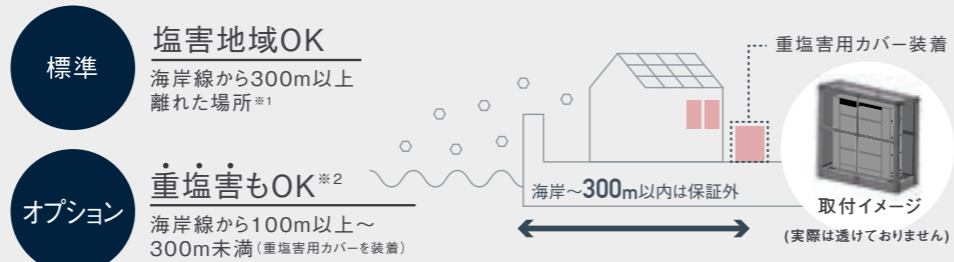 標準
塩害地域OK
海岸線から300m以上
離れた場所※1
オプション
重塩害もOK※2
海岸線から100m以上～
300m未満(重塩害用カバーを装着)
海岸～300m以内は保証外
重塩害用カバー装着
取付イメージ
(実際は透けておりません)